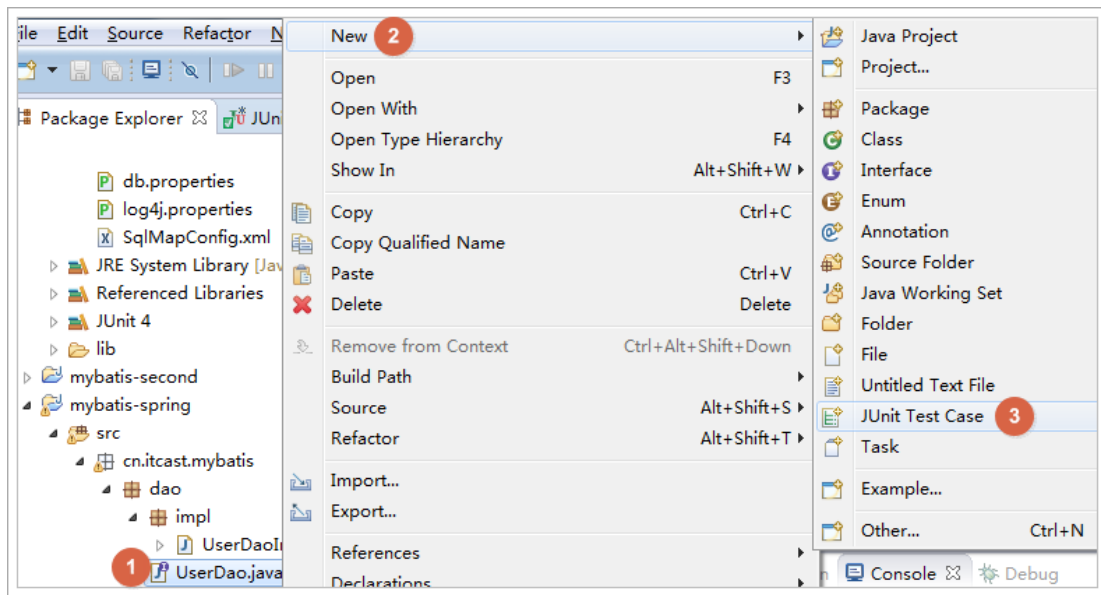 File Edit Source Refactor N
Package Explorer JUn
db.properties
log4j.properties
SqlMapConfig.xml
JRE System Library [Jav
Referenced Libraries
JUnit 4
lib
mybatis-second
mybatis-spring
src
cn.itcast.mybatis
dao
impl
UserDaoI
1 UserDao.java
New 2
Open F3
Open With
Open Type Hierarchy F4
Show In Alt+Shift+W
Copy Ctrl+C
Copy Qualified Name
Paste Ctrl+V
Delete Delete
Remove from Context Ctrl+Alt+Shift+Down
Build Path
Source Alt+Shift+S
Refactor Alt+Shift+T
Import...
Export...
References
Declarations
Java Project
Project...
Package
Class
Interface
Enum
Annotation
Source Folder
Java Working Set
Folder
File
Untitled Text File
JUnit Test Case 3
Task
Example...
Other... Ctrl+N
n Console Debug